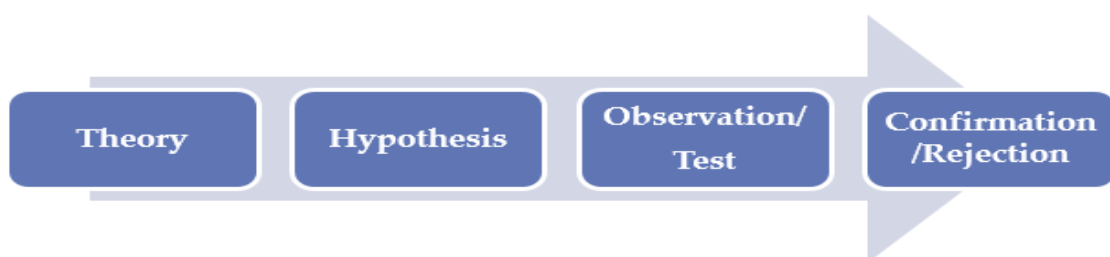 Theory
Hypothesis
Observation/
Test
Confirmation
/Rejection